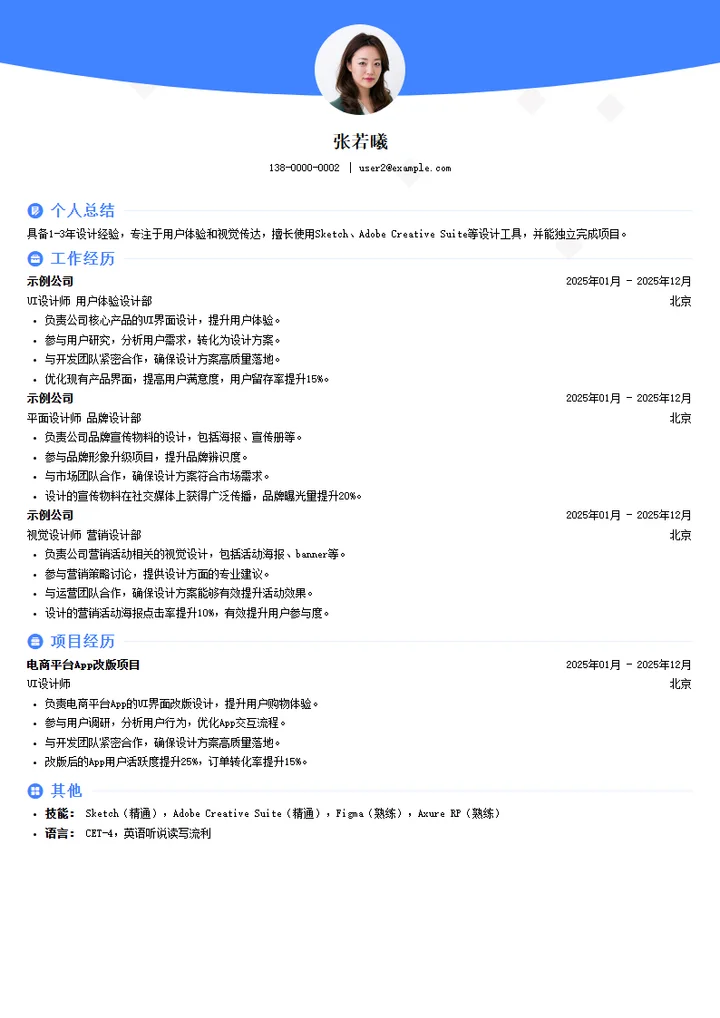 张若曦
138-0000-0002 | user2@example.com
个人总结
具备1-3年设计经验，专注于用户体验和视觉传达，擅长使用Sketch、Adobe Creative Suite等设计工具，并能独立完成项目。
工作经历
示例公司 2025年01月 - 2025年12月
UI设计师 用户体验设计部 北京
• 负责公司核心产品的UI界面设计，提升用户体验。
• 参与用户研究，分析用户需求，转化为设计方案。
• 与开发团队紧密合作，确保设计方案高质量落地。
• 优化现有产品界面，提高用户满意度，用户留存率提升15%。
示例公司 2025年01月 - 2025年12月
平面设计师 品牌设计部 北京
• 负责公司品牌宣传物料的设计，包括海报、宣传册等。
• 参与品牌形象升级项目，提升品牌辨识度。
• 与市场团队合作，确保设计方案符合市场需求。
• 设计的宣传物料在社交媒体上获得广泛传播，品牌曝光量提升20%。
示例公司 2025年01月 - 2025年12月
视觉设计师 营销设计部 北京
• 负责公司营销活动相关的视觉设计，包括活动海报、banner等。
• 参与营销策略讨论，提供设计方面的专业建议。
• 与运营团队合作，确保设计方案能够有效提升活动效果。
• 设计的营销活动海报点击率提升10%，有效提升用户参与度。
项目经历
电商平台App改版项目 2025年01月 - 2025年12月
UI设计师 北京
• 负责电商平台App的UI界面改版设计，提升用户购物体验。
• 参与用户调研，分析用户行为，优化App交互流程。
• 与开发团队紧密合作，确保设计方案高质量落地。
• 改版后的App用户活跃度提升25%，订单转化率提升15%。
其他
• 技能： Sketch（精通），Adobe Creative Suite（精通），Figma（熟练），Axure RP（熟练）
• 语言： CET-4，英语听说读写流利